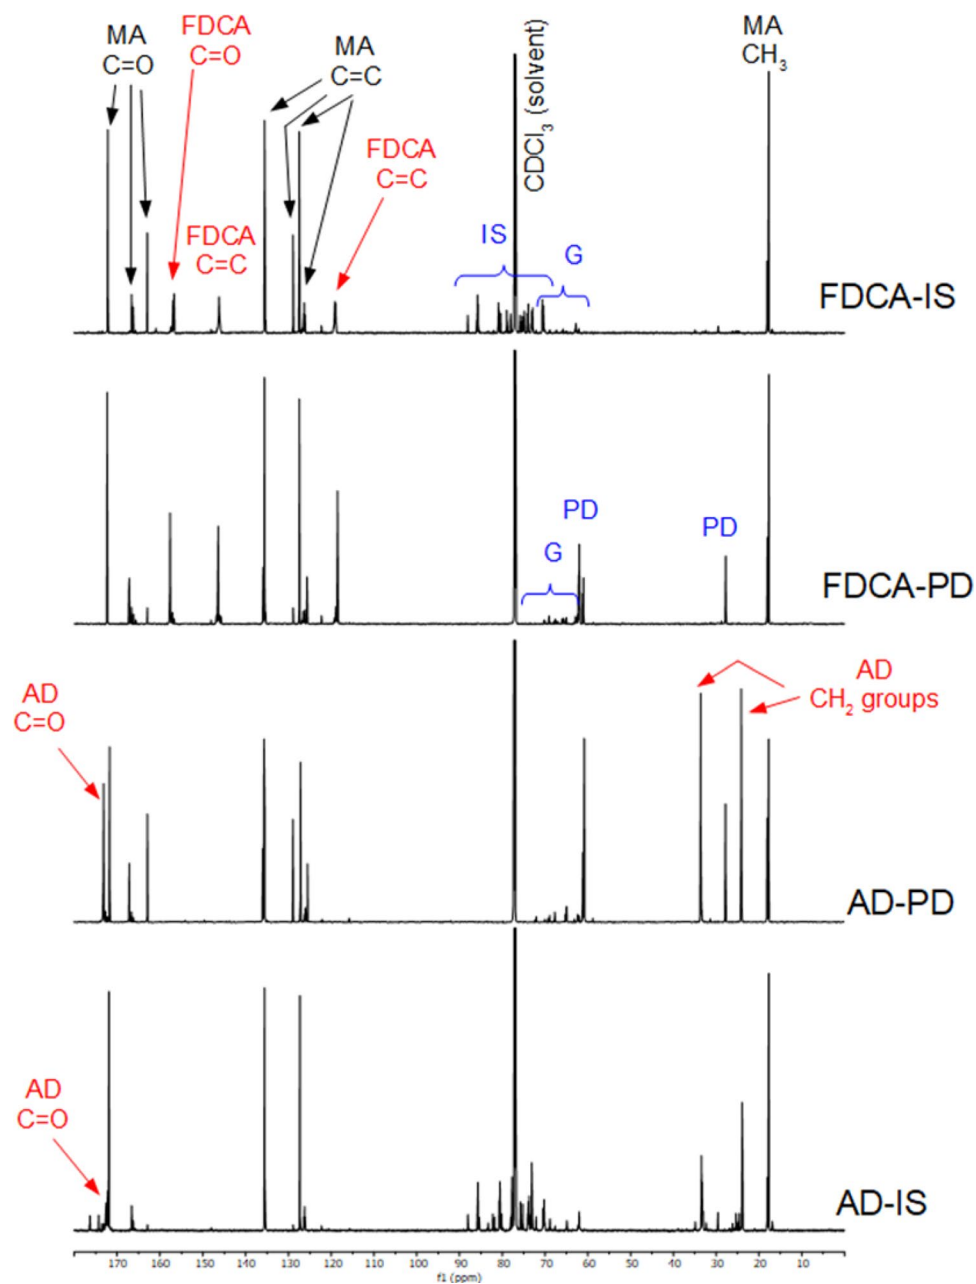 MA
C=O
FDCA
C=O
MA
C=C
CDCl3 (solvent)
MA
CH3
FDCA
C=C
FDCA
C=C
IS
G
FDCA-IS
PD
PD
G
FDCA-PD
AD
C=O
AD
CH2 groups
AD-PD
AD
C=O
AD-IS
170 160 150 140 130 120 110 100 90 80 70 60 50 40 30 20 10 0
f1 (ppm)